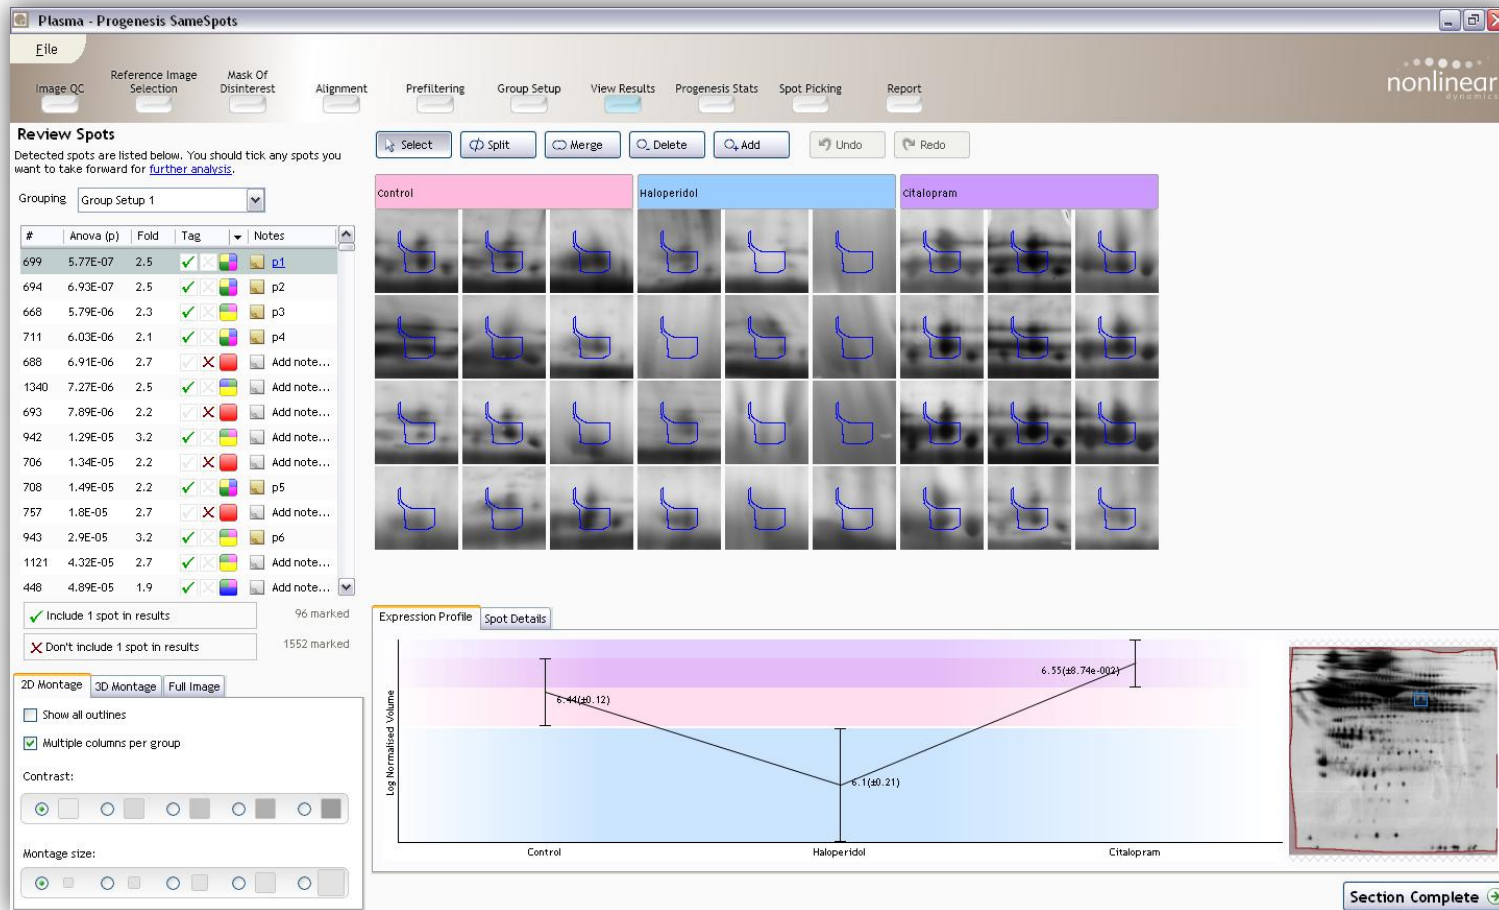 Plasma - Progenesis SameSpots
File
Image QC
Reference Image Selection
Mask Of Disinterest
Alignment
Prefiltering
Group Setup
View Results
Progenesis Stats
Spot Picking
Report
nonlinear
dynamics
Review Spots
Detected spots are listed below. You should tick any spots you
want to take forward for further analysis.
Grouping Group Setup 1
# Anova (p) Fold Tag Notes
699 5.77E-07 2.5 p1
694 6.93E-07 2.5 p2
668 5.79E-06 2.3 p3
711 6.03E-06 2.1 p4
688 6.91E-06 2.7 Add note...
1340 7.27E-06 2.5 Add note...
693 7.89E-06 2.2 Add note...
942 1.29E-05 3.2 Add note...
706 1.34E-05 2.2 Add note...
708 1.49E-05 2.2 p5
757 1.8E-05 2.7 Add note...
943 2.9E-05 3.2 p6
1121 4.32E-05 2.7 Add note...
448 4.89E-05 1.9 Add note...
Include 1 spot in results 96 marked
Don't include 1 spot in results 1552 marked
2D Montage 3D Montage Full Image
Show all outlines
Multiple columns per group
Contrast:
Montage size:
Select Split Merge Delete Add Undo Redo
Control Haloperidol Citalopram
Expression Profile Spot Details
Log Normalised Volume
6.44(±0.12)
6.1(±0.21)
6.55(±8.74e-002)
Control Haloperidol Citalopram
Section Complete